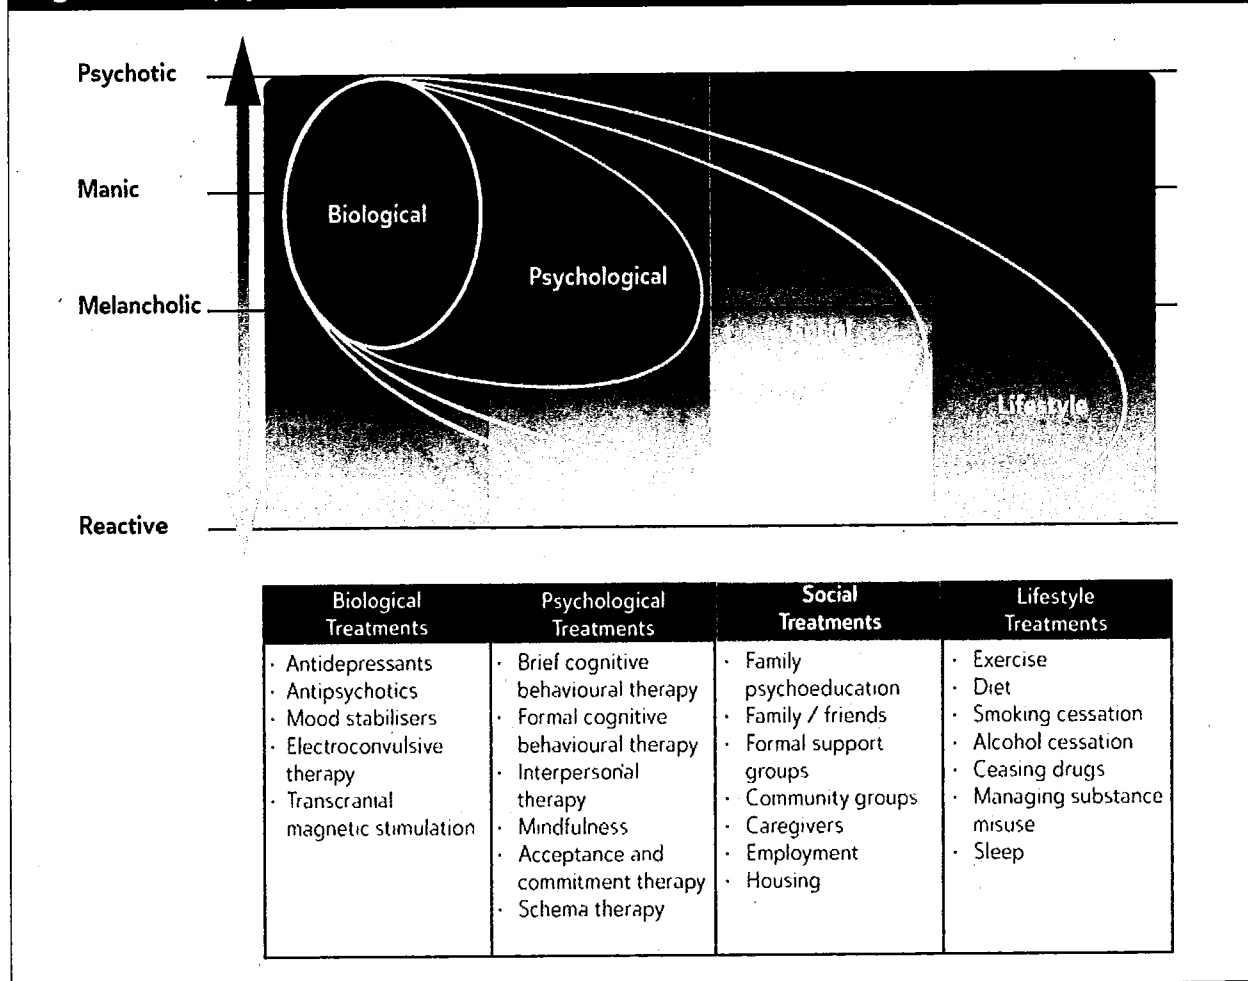 Psychotic
Manic
Melancholic
Reactive
Biological
Psychological
Lifestyle
Biological
Treatments
· Antidepressants
· Antipsychotics
· Mood stabilisers
· Electroconvulsive
therapy
· Transcranial
magnetic stimulation
Psychological
Treatments
· Brief cognitive
behavioural therapy
· Formal cognitive
behavioural therapy
· Interpersonal
therapy
· Mindfulness
· Acceptance and
commitment therapy
· Schema therapy
Social
Treatments
· Family
psychoeducation
· Family / friends
· Formal support
groups
· Community groups
· Caregivers
· Employment
· Housing
Lifestyle
Treatments
· Exercise
· Diet
· Smoking cessation
· Alcohol cessation
· Ceasing drugs
· Managing substance
misuse
· Sleep